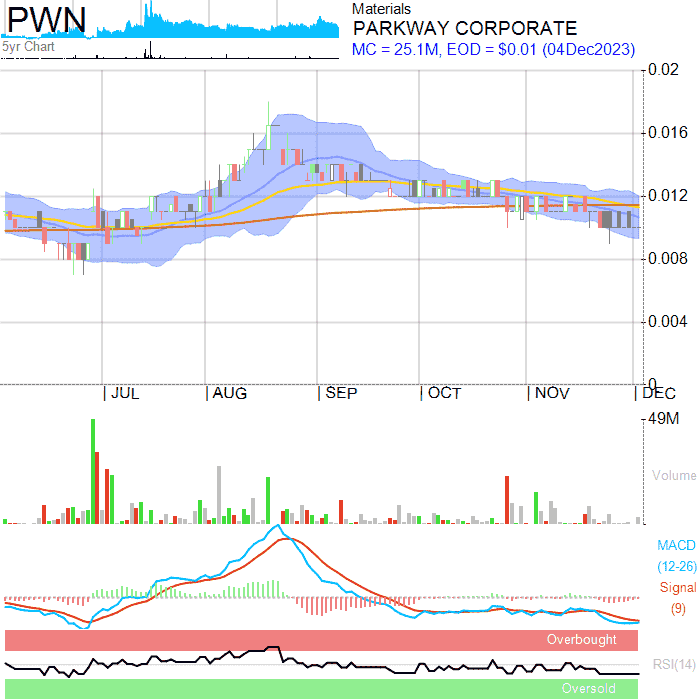 PWN
Materials
PARKWAY CORPORATE
MC = 25.1M, EOD = $0.01 (04Dec2023)
5yr Chart
0.02
0.016
0.012
0.008
0.004
0
JUL AUG SEP OCT NOV DEC
49M
Volume
MACD
(12-26)
Signal
(9)
Overbought
RSI(14)
Oversold